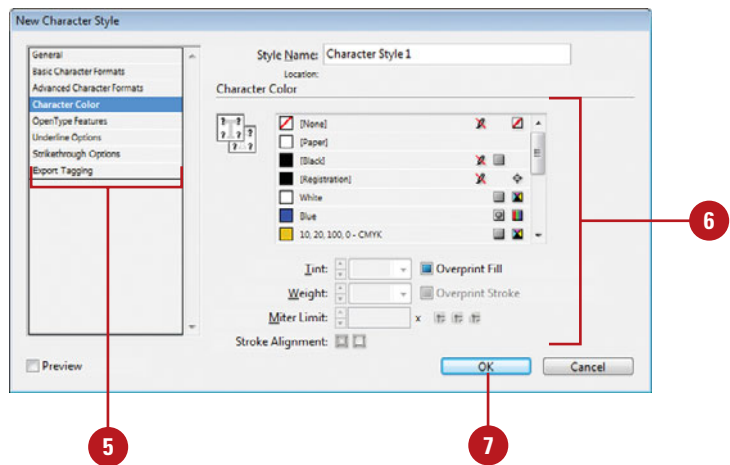 New Character Style
General
Basic Character Formats
Advanced Character Formats
Character Color
OpenType Features
Underline Options
Strikethrough Options
Export Tagging
Style Name: Character Style 1
Location:
Character Color
[None]
[Paper]
[Black]
[Registration]
White
Blue
10, 20, 100, 0 - CMYK
Tint:
Overprint Fill
Weight:
Overprint Stroke
Miter Limit:
x
Stroke Alignment:
Preview
OK
Cancel
5
6
7